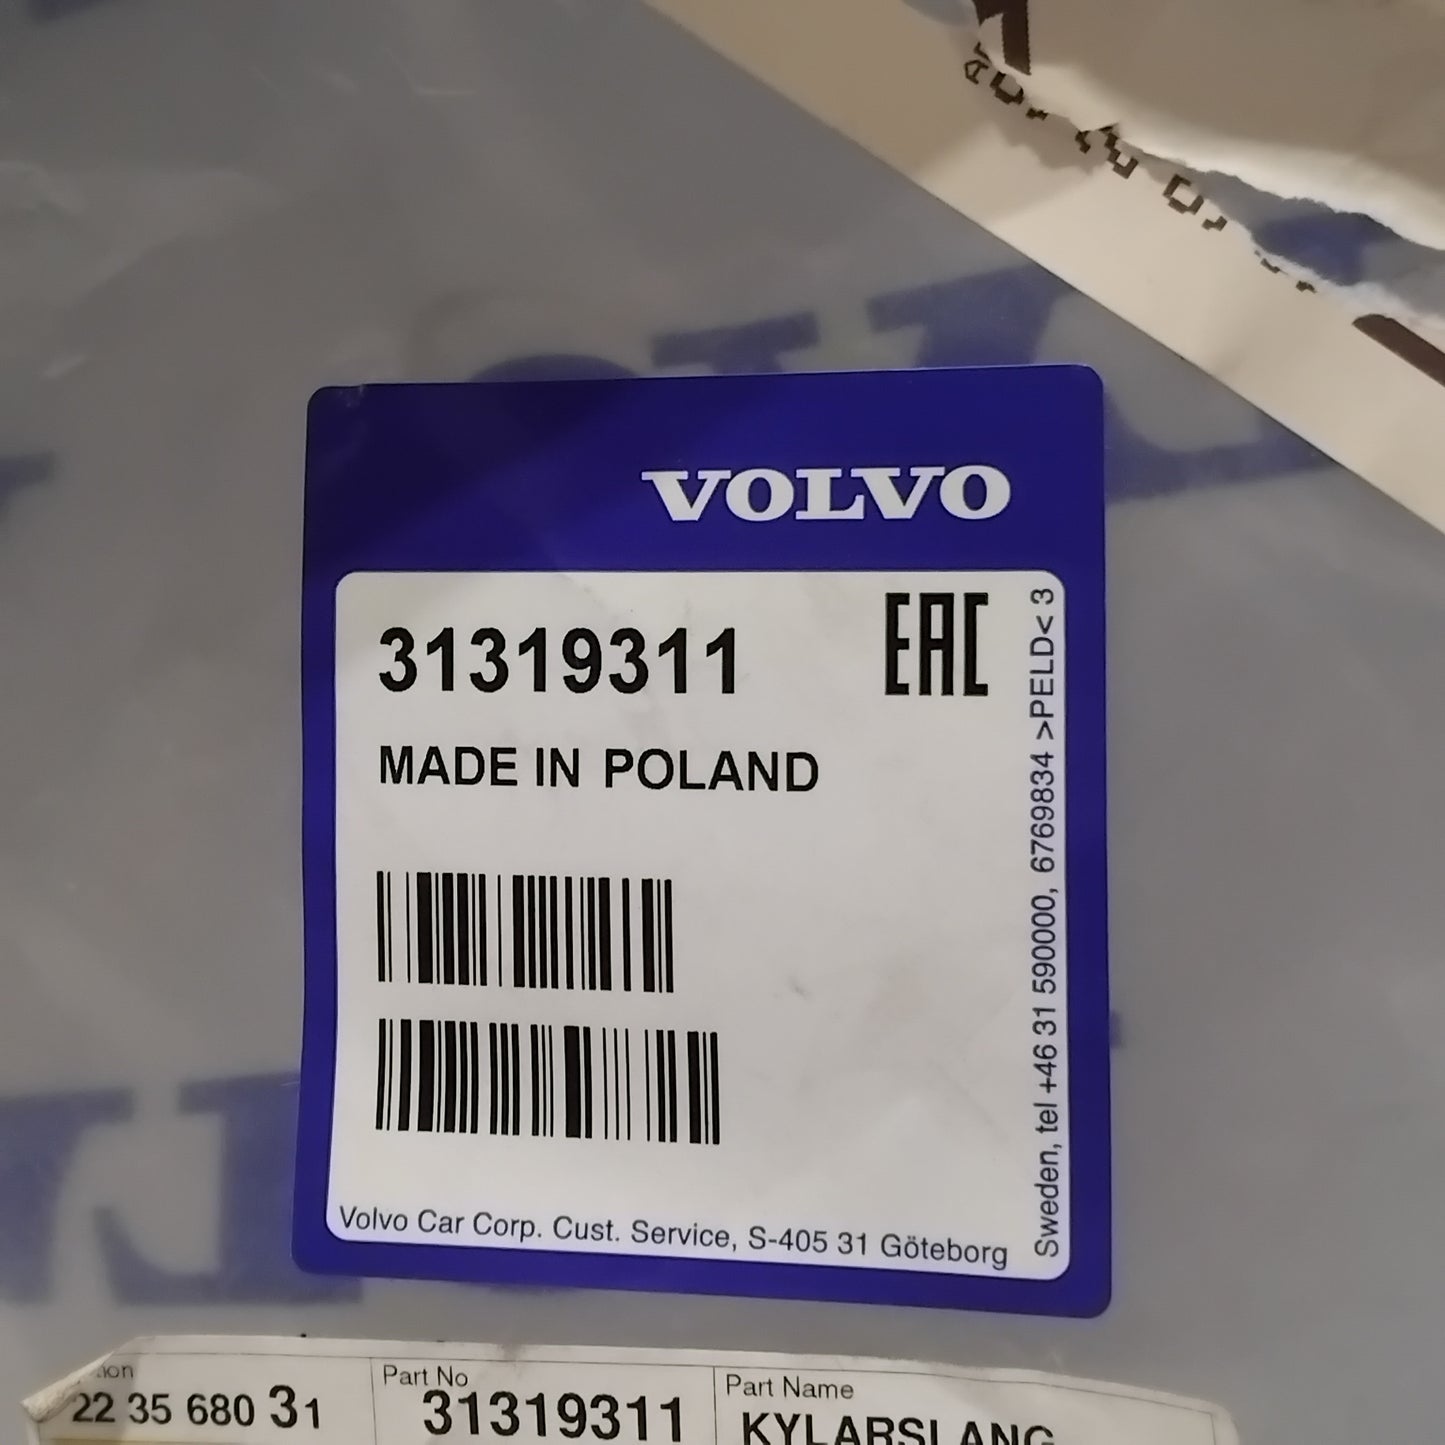 VOLVO
31319311
EAC
MADE IN POLAND
Volvo Car Corp. Cust. Service, S-405 31 Göteborg
Sweden, tel +46 31 590000, 6769834 >PELD< 3
22 35 680 31
Part No
31319311
Part Name
KYLARSLANG